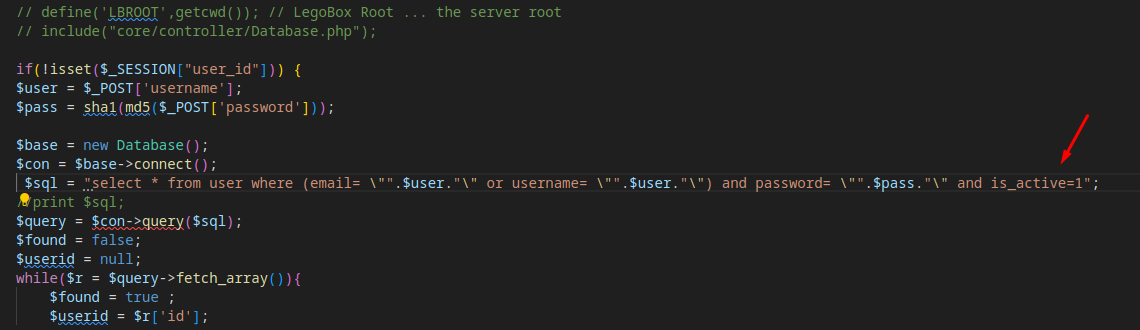 // define('LBROOT',getcwd()); // LegoBox Root ... the server root
// include("core/controller/Database.php");
if(!isset($_SESSION["user_id"])) {
$user = $_POST['username'];
$pass = sha1(md5($_POST['password']));
$base = new Database();
$con = $base->connect();
$sql = "select * from user where (email= \"".$user."\" or username= \"".$user."\") and password= \"".$pass."\" and is_active=1";
//print $sql;
$query = $con->query($sql);
$found = false;
$userid = null;
while($r = $query->fetch_array()){
$found = true ;
$userid = $r['id'];